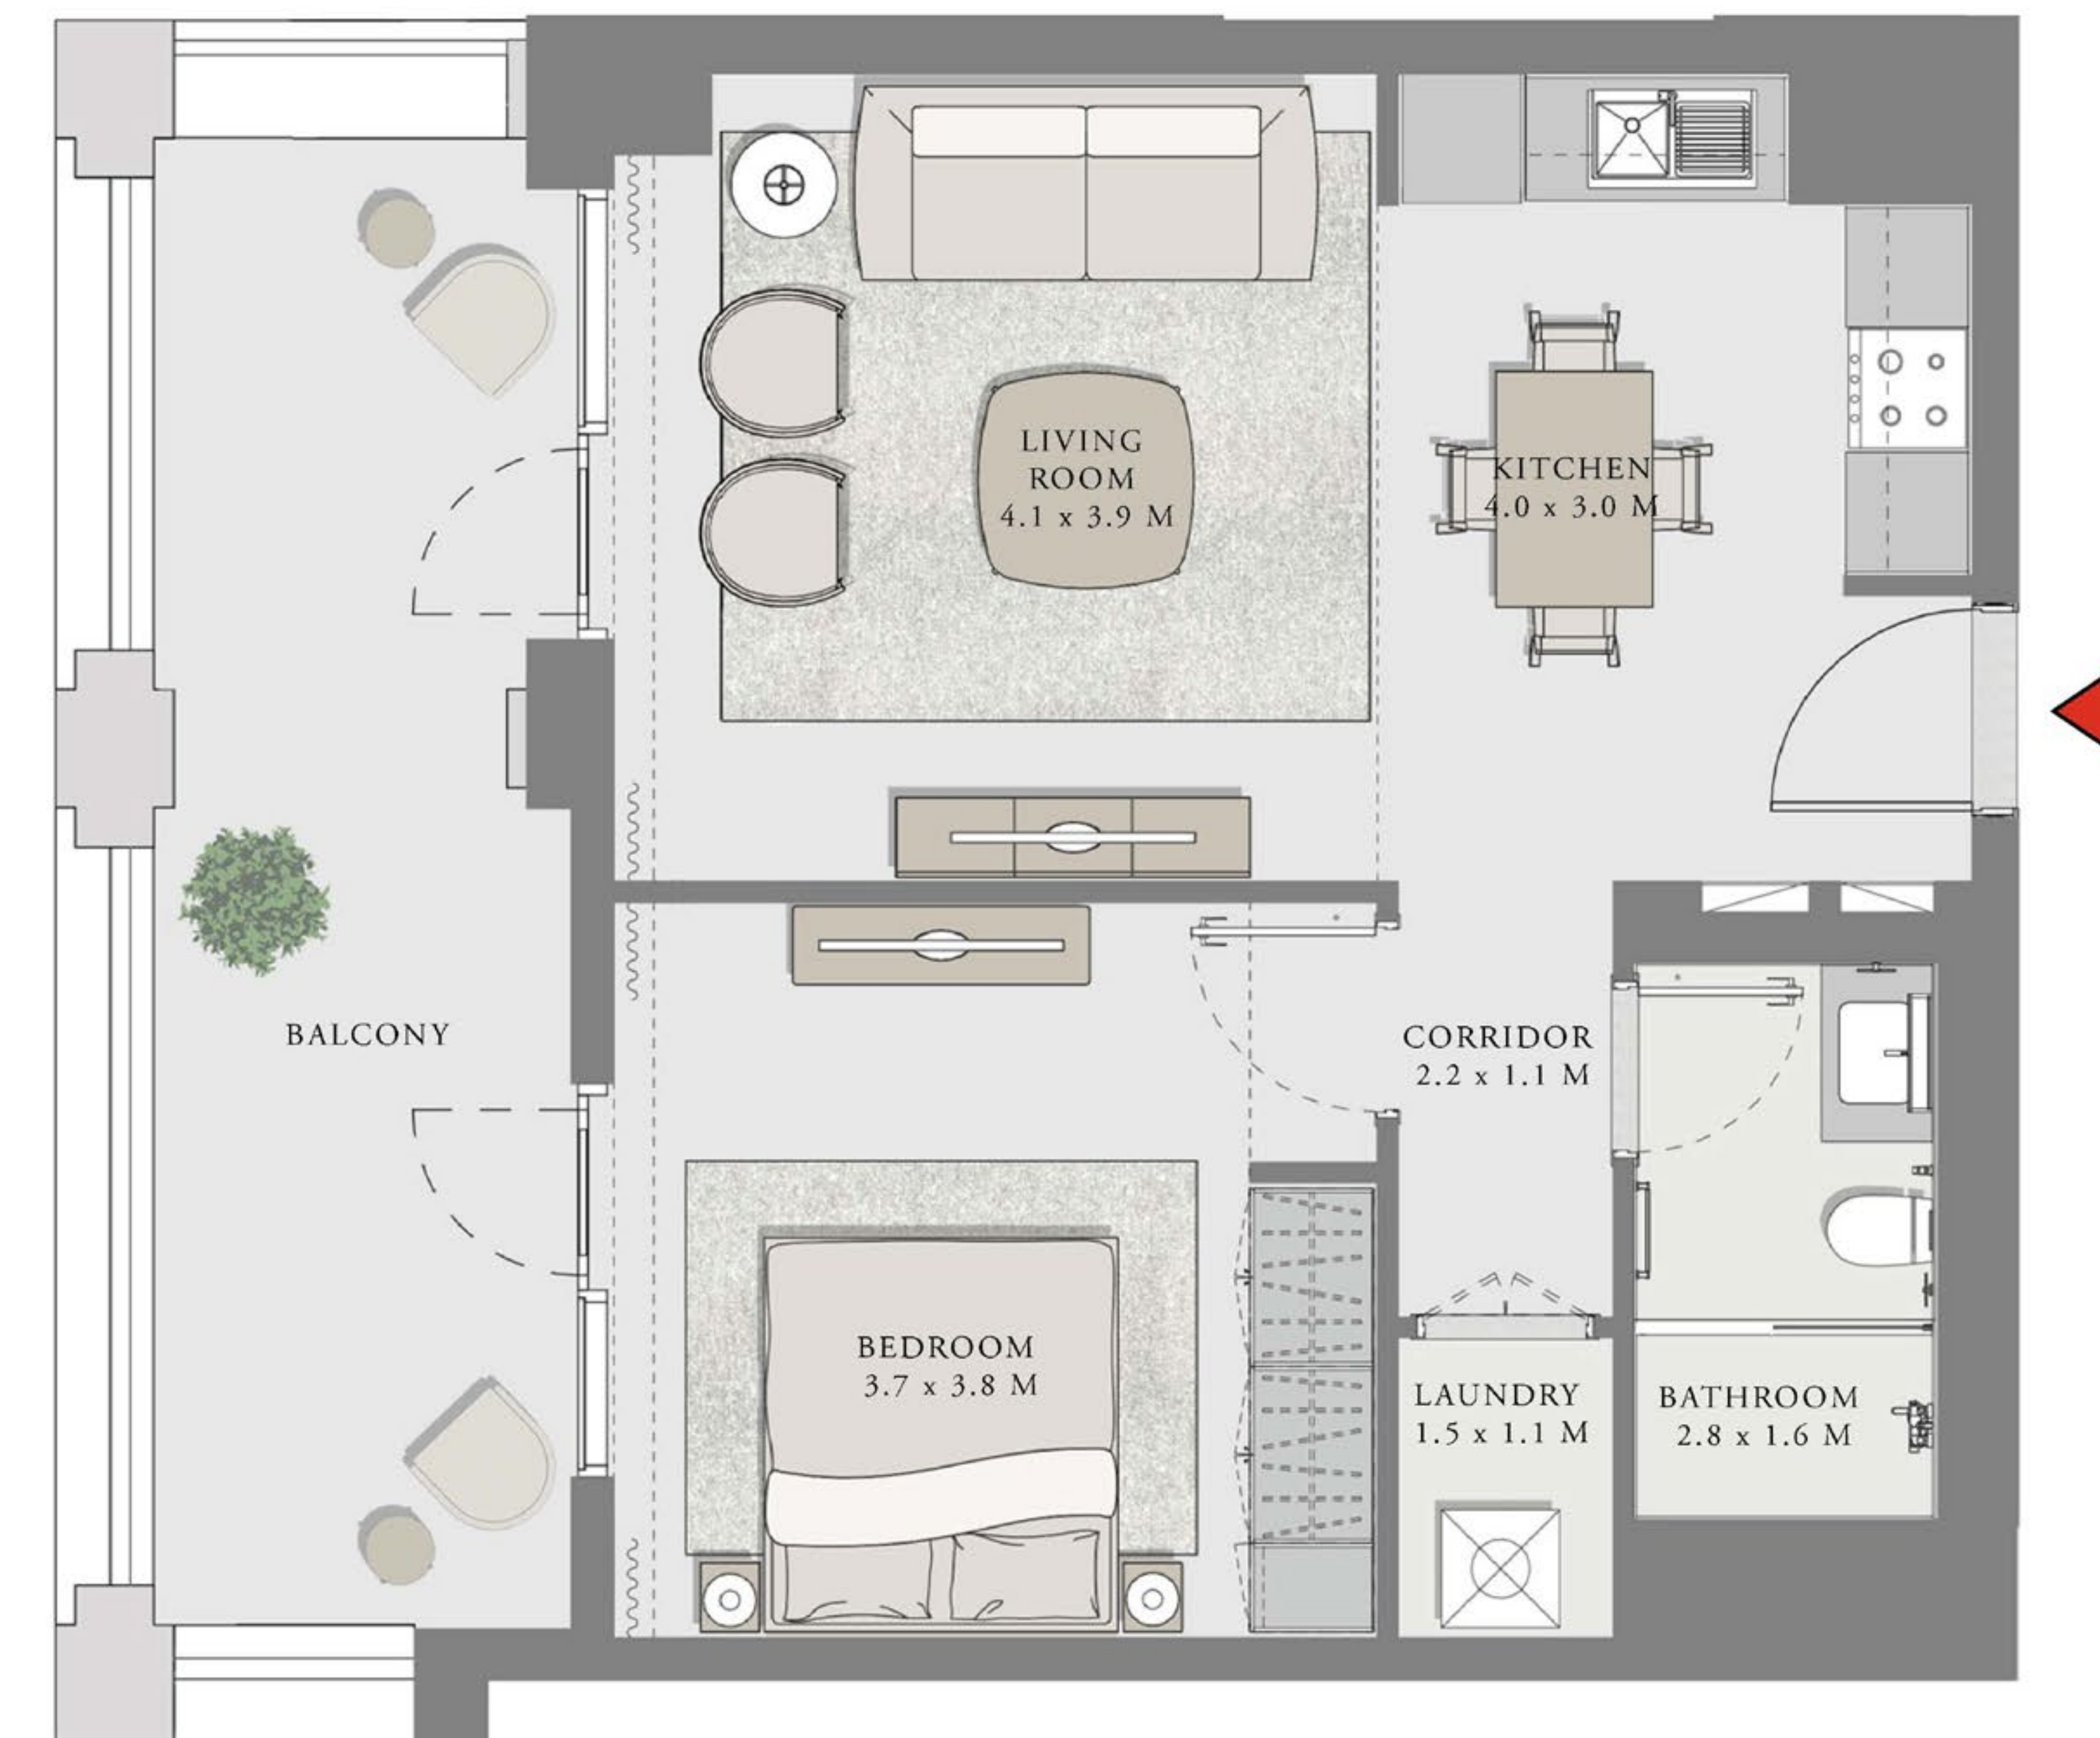 LIVING
ROOM
4.1 x 3.9 M
KITCHEN
4.0 x 3.0 M
BALCONY
CORRIDOR
2.2 x 1.1 M
BEDROOM
3.7 x 3.8 M
LAUNDRY
1.5 x 1.1 M
BATHROOM
2.8 x 1.6 M